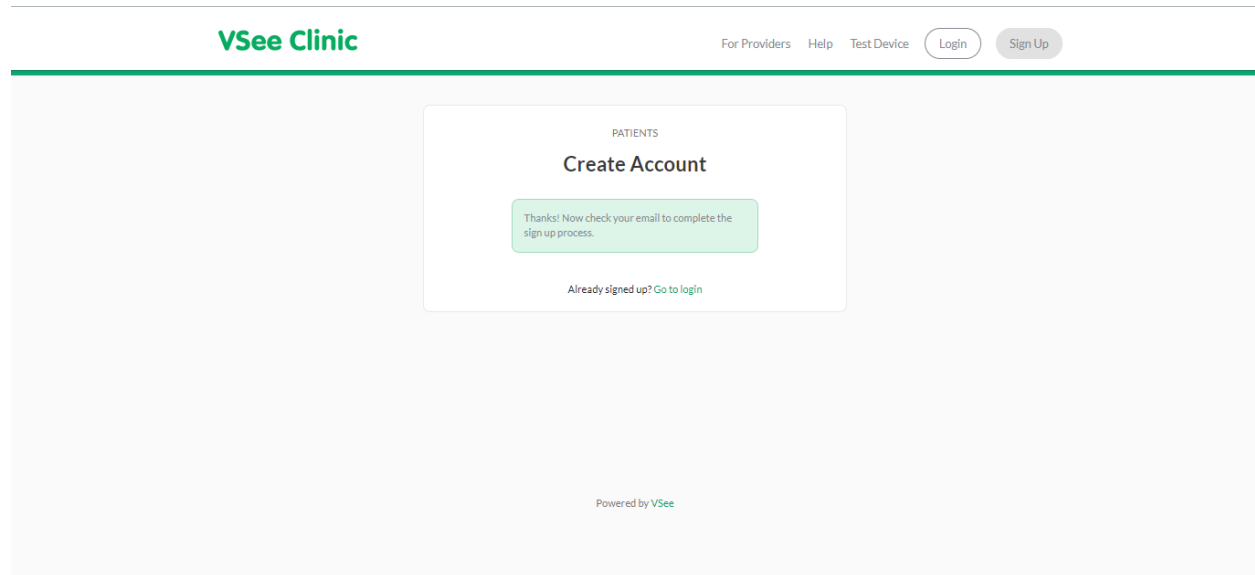 VSee Clinic
For Providers Help Test Device Login Sign Up
PATIENTS
Create Account
Thanks! Now check your email to complete the
sign up process.
Already signed up? Go to login
Powered by VSee